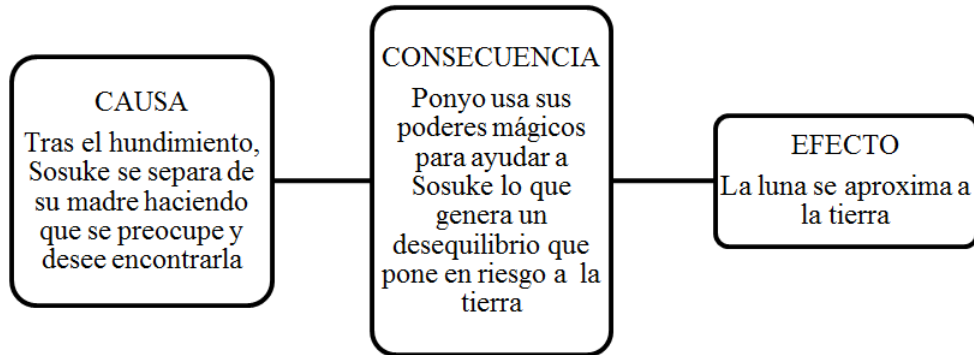 CAUSA
Tras el hundimiento,
Sosuke se separa de
su madre haciendo
que se preocupe y
desee encontrarla
CONSECUENCIA
Ponyo usa sus
poderes mágicos
para ayudar a
Sosuke lo que
genera un
desequilibrio que
pone en riesgo a la
tierra
EFECTO
La luna se aproxima a
la tierra